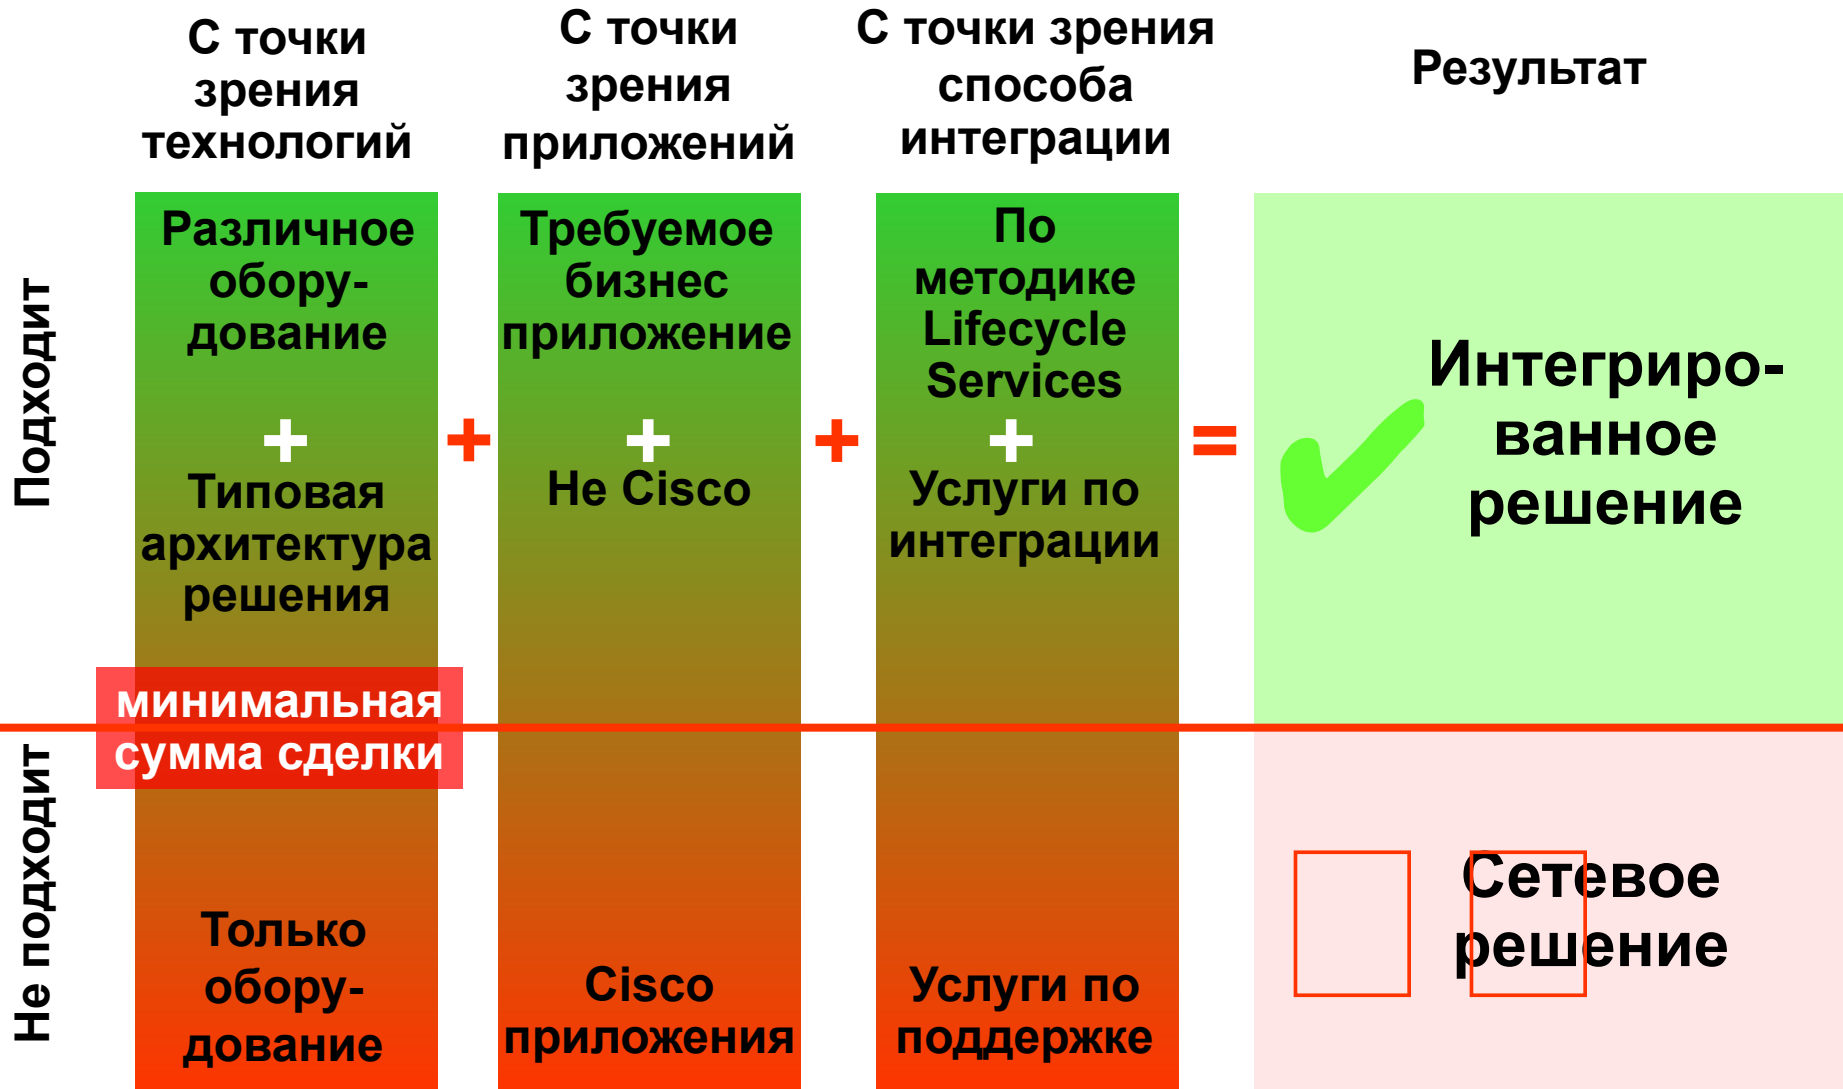 С точки
зрения
технологий
С точки
зрения
приложений
С точки зрения
способа
интеграции
Результат
Подходит
Различное
обору-
дование
+
Типовая
архитектура
решения
+
Требуемое
бизнес
приложение
+
Не Cisco
+
По
методике
Lifecycle
Services
+
Услуги по
интеграции
=
Интегриро-
ванное
решение
минимальная
сумма сделки
Не подходит
Только
обору-
дование
Cisco
приложения
Услуги по
поддержке
Сетевое
решение